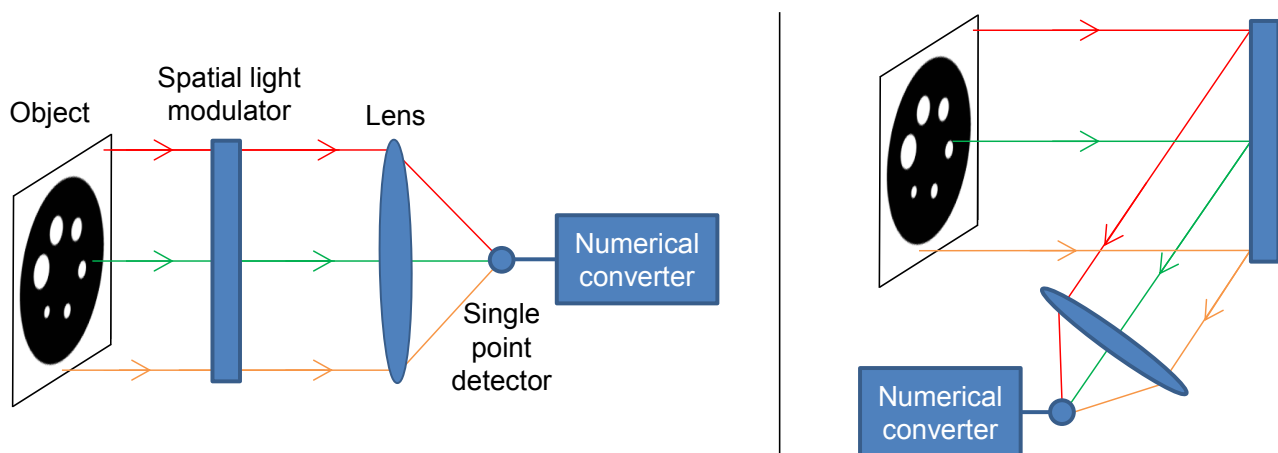 Object
Spatial light
modulator
Lens
Single
point
detector
Numerical
converter
Numerical
converter